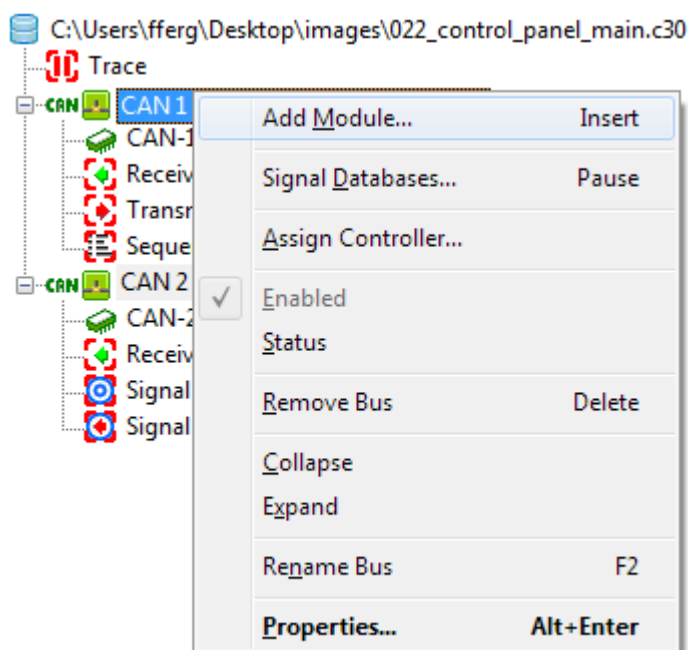 C:\Users\fferg\Desktop\images\022_control_panel_main.c30
Trace
CAN CAN 1
CAN-1
Receiv
Transr
Seque
CAN CAN 2
CAN-2
Receiv
Signal
Signal
Add Module... Insert
Signal Databases... Pause
Assign Controller...
Enabled
Status
Remove Bus Delete
Collapse
Expand
Rename Bus F2
Properties... Alt+Enter